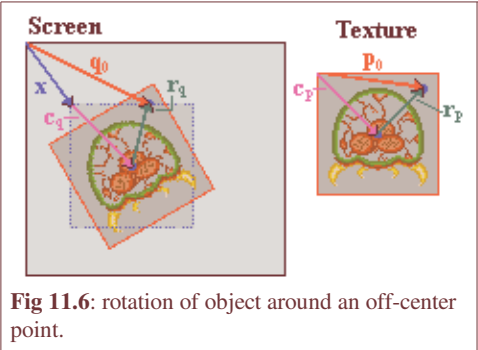 Screen
Texture
q0
p0
x
rq
cp
cq
rp
Fig 11.6: rotation of object around an off-center
point.